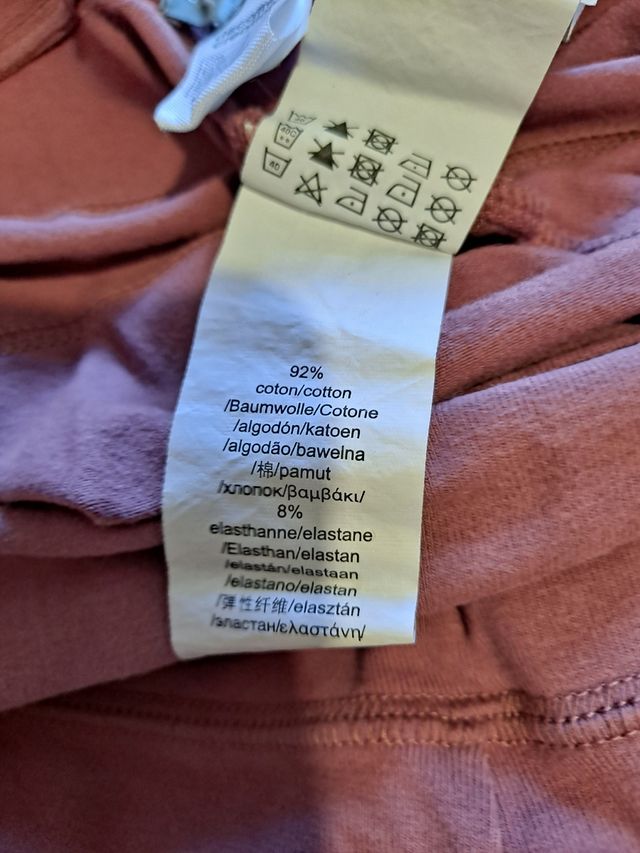 40
92%
coton/cotton
/Baumwolle/Cotone
/algodón/katoen
/algodão/bawełna
/棉/pamut
/хлопок/βαμβάκι/
8%
elasthanne/elastane
/Elasthan/elastan
/elastán/elastaan
/elastano/elastan
/弹性纤维/elasztán
/эластан/ελαστάνη/